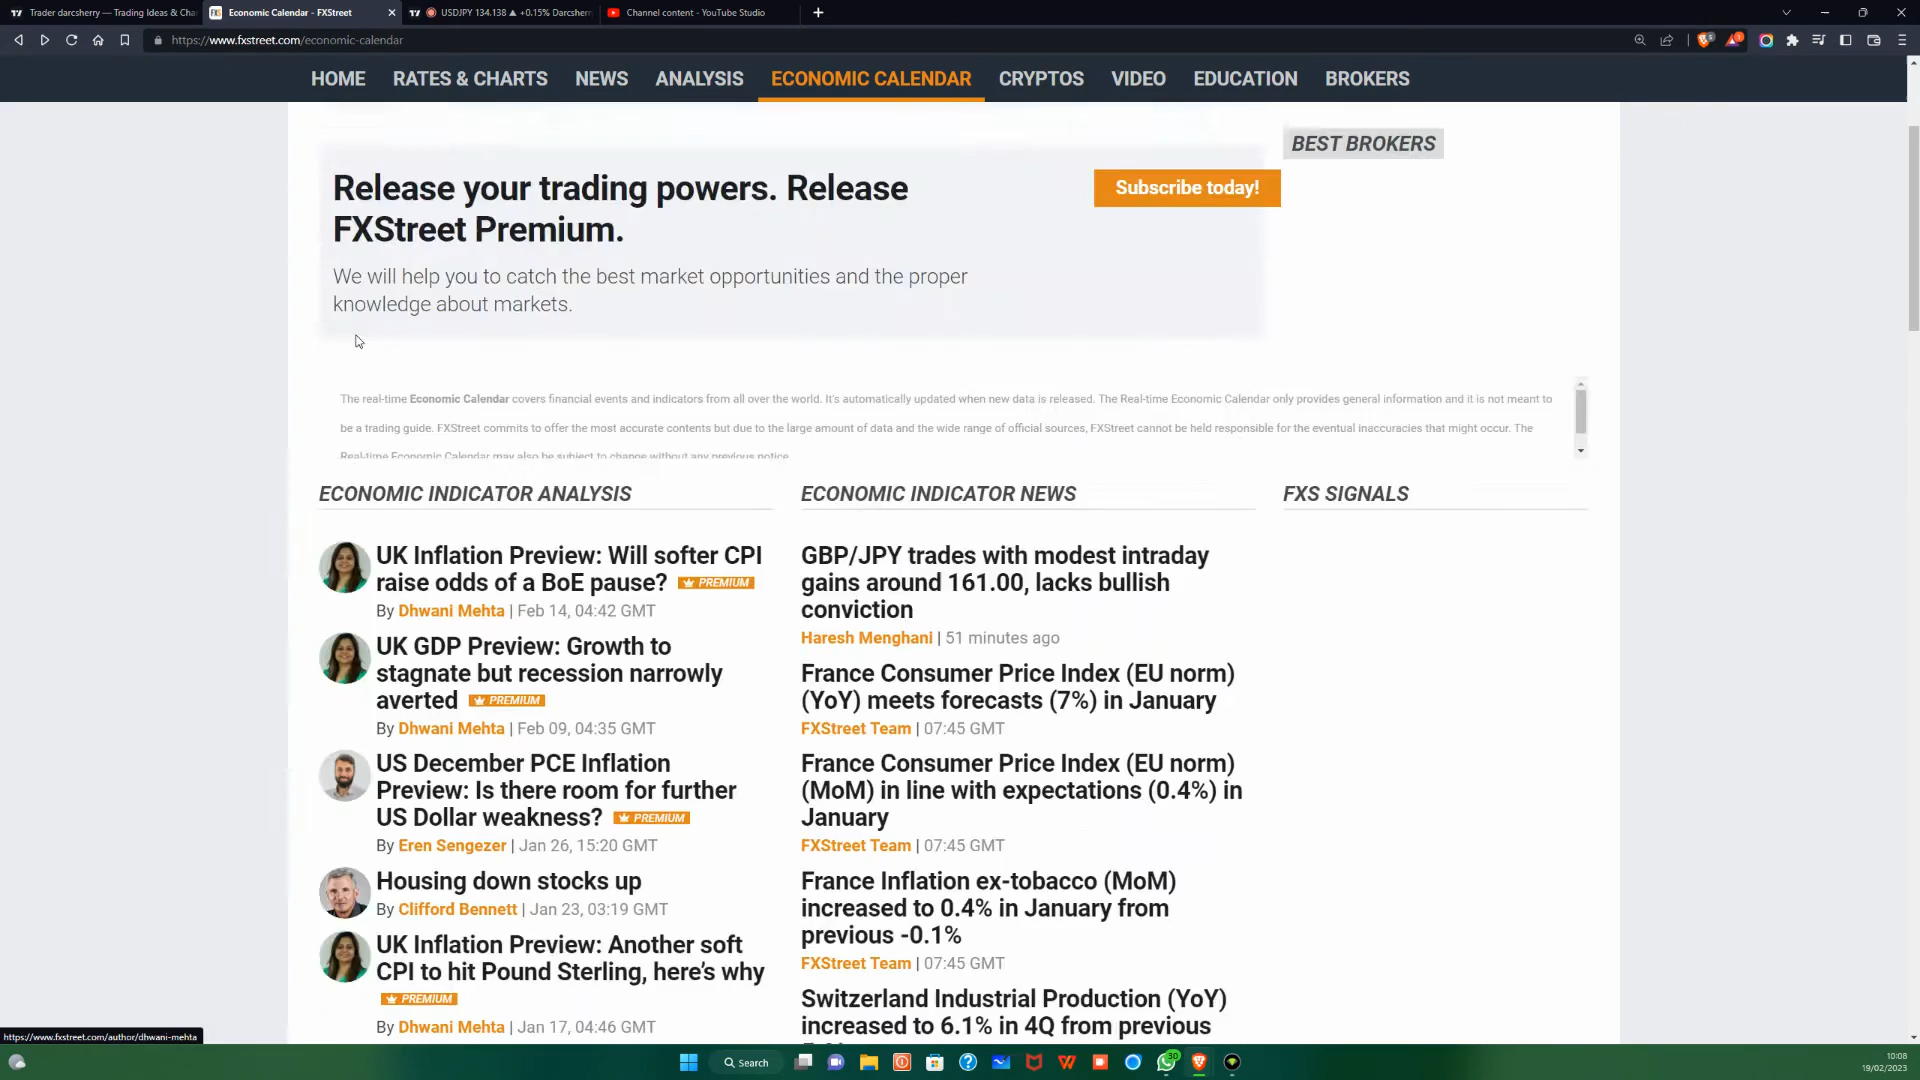 Trader darcsherry — Trading Ideas & Cha
Economic Calendar - FXStreet
USDJPY 134.138 ▲ +0.15% Darcsherr
Channel content - YouTube Studio
https://www.fxstreet.com/economic-calendar
HOME RATES & CHARTS NEWS ANALYSIS ECONOMIC CALENDAR CRYPTOS VIDEO EDUCATION BROKERS
BEST BROKERS
Release your trading powers. Release
FXStreet Premium.
Subscribe today!
We will help you to catch the best market opportunities and the proper
knowledge about markets.
The real-time Economic Calendar covers financial events and indicators from all over the world. It's automatically updated when new data is released. The Real-time Economic Calendar only provides general information and it is not meant to
be a trading guide. FXStreet commits to offer the most accurate contents but due to the large amount of data and the wide range of official sources, FXStreet cannot be held responsible for the eventual inaccuracies that might occur. The
Real-time Economic Calendar may also be subject to change without any previous notice.
ECONOMIC INDICATOR ANALYSIS
UK Inflation Preview: Will softer CPI
raise odds of a BoE pause? PREMIUM
By Dhwani Mehta | Feb 14, 04:42 GMT
UK GDP Preview: Growth to
stagnate but recession narrowly
averted PREMIUM
By Dhwani Mehta | Feb 09, 04:35 GMT
US December PCE Inflation
Preview: Is there room for further
US Dollar weakness? PREMIUM
By Eren Sengezer | Jan 26, 15:20 GMT
Housing down stocks up
By Clifford Bennett | Jan 23, 03:19 GMT
UK Inflation Preview: Another soft
CPI to hit Pound Sterling, here's why
PREMIUM
By Dhwani Mehta | Jan 17, 04:46 GMT
ECONOMIC INDICATOR NEWS
GBP/JPY trades with modest intraday
gains around 161.00, lacks bullish
conviction
Haresh Menghani | 51 minutes ago
France Consumer Price Index (EU norm)
(YoY) meets forecasts (7%) in January
FXStreet Team | 07:45 GMT
France Consumer Price Index (EU norm)
(MoM) in line with expectations (0.4%) in
January
FXStreet Team | 07:45 GMT
France Inflation ex-tobacco (MoM)
increased to 0.4% in January from
previous -0.1%
FXStreet Team | 07:45 GMT
Switzerland Industrial Production (YoY)
increased to 6.1% in 4Q from previous
FXS SIGNALS
https://www.fxstreet.com/author/dhwani-mehta
Search
30
10:08
19/02/2023